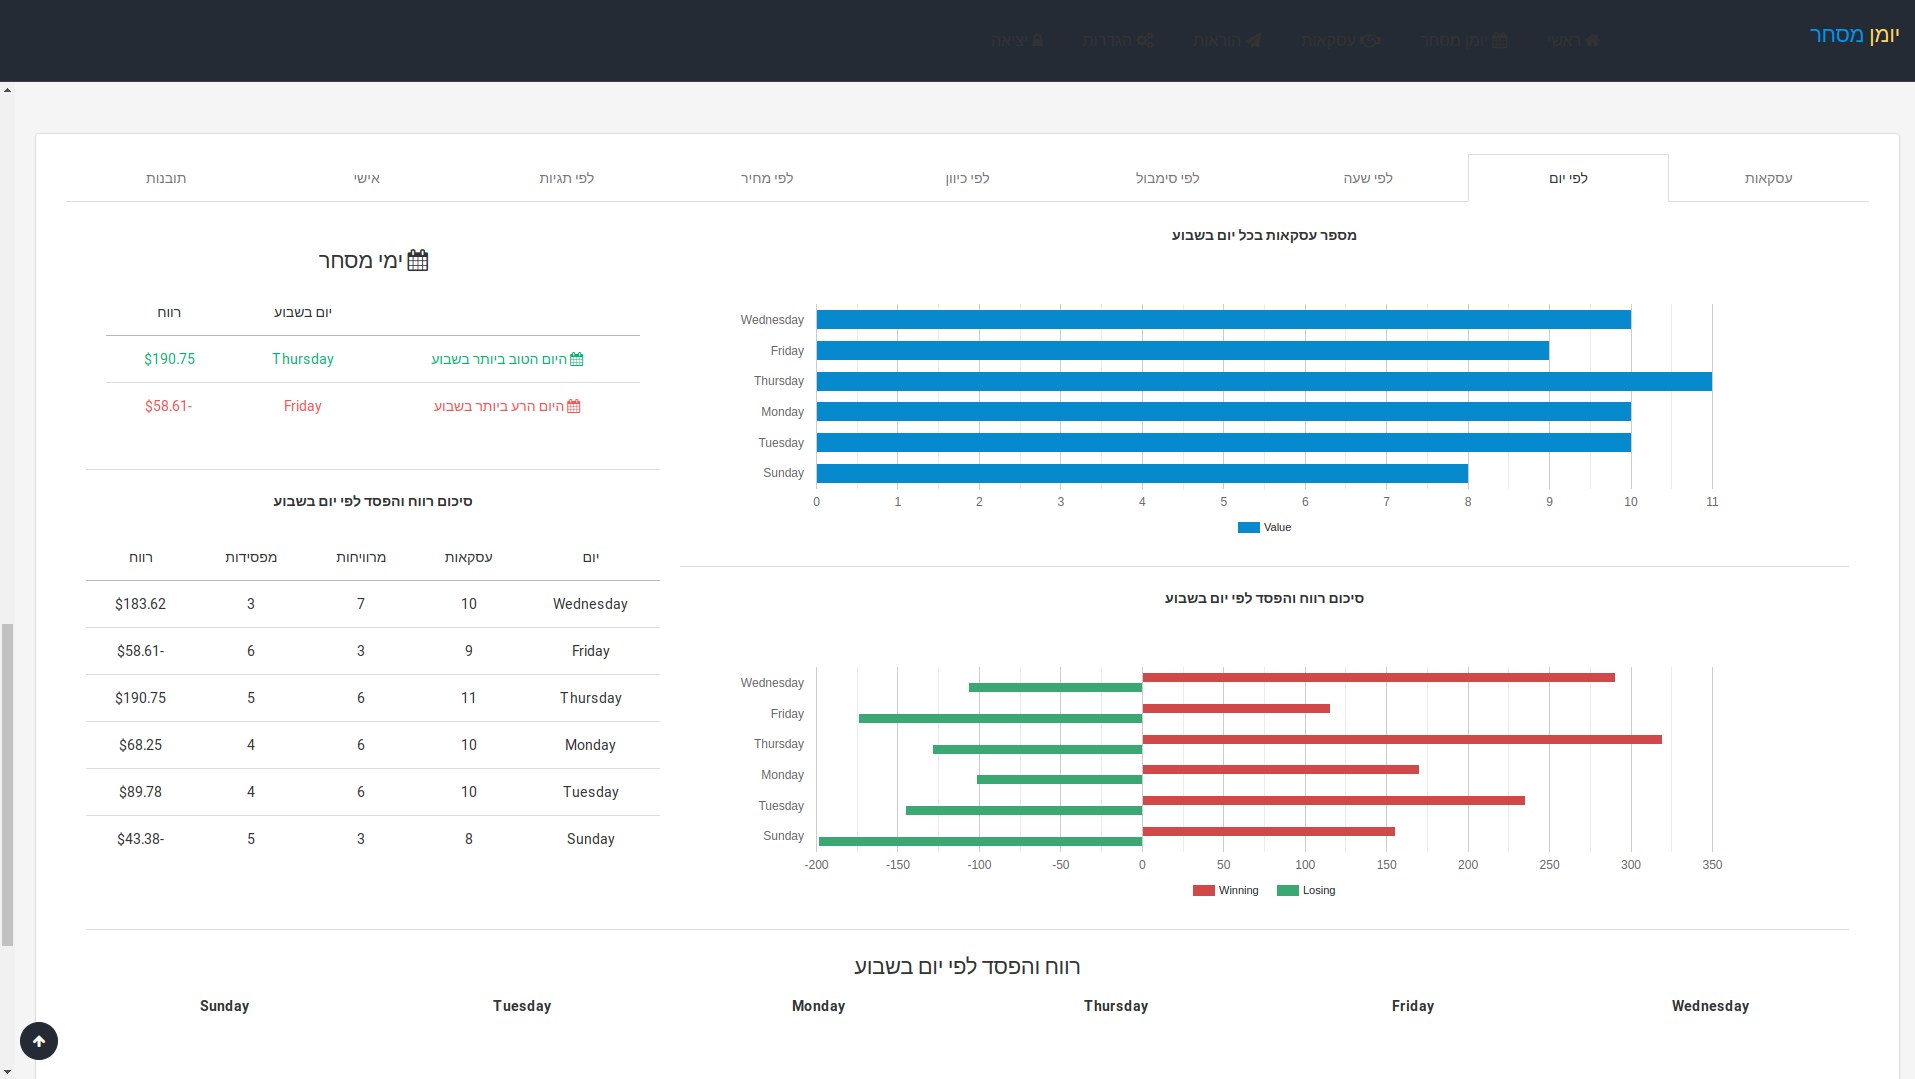 יומן מסחר
ראשי
יומן מסחר
עסקאות
הוראות
הגדרות
יציאה
עסקאות
לפי יום
לפי שעה
לפי סימבול
לפי כיוון
לפי מחיר
לפי תגיות
אישי
תובנות
מספר עסקאות בכל יום בשבוע
Wednesday
Friday
Thursday
Monday
Tuesday
Sunday
0 1 2 3 4 5 6 7 8 9 10 11
Value
סיכום רווח והפסד לפי יום בשבוע
Wednesday
Friday
Thursday
Monday
Tuesday
Sunday
-200 -150 -100 -50 0 50 100 150 200 250 300 350
Winning Losing
ימי מסחר
יום בשבוע רווח
היום הטוב ביותר בשבוע Thursday $190.75
היום הרע ביותר בשבוע Friday $58.61-
סיכום רווח והפסד לפי יום בשבוע
יום עסקאות מרוויחות מפסידות רווח
Wednesday 10 7 3 $183.62
Friday 9 3 6 $58.61-
Thursday 11 6 5 $190.75
Monday 10 6 4 $68.25
Tuesday 10 6 4 $89.78
Sunday 8 3 5 $43.38-
רווח והפסד לפי יום בשבוע
Wednesday
Friday
Thursday
Monday
Tuesday
Sunday